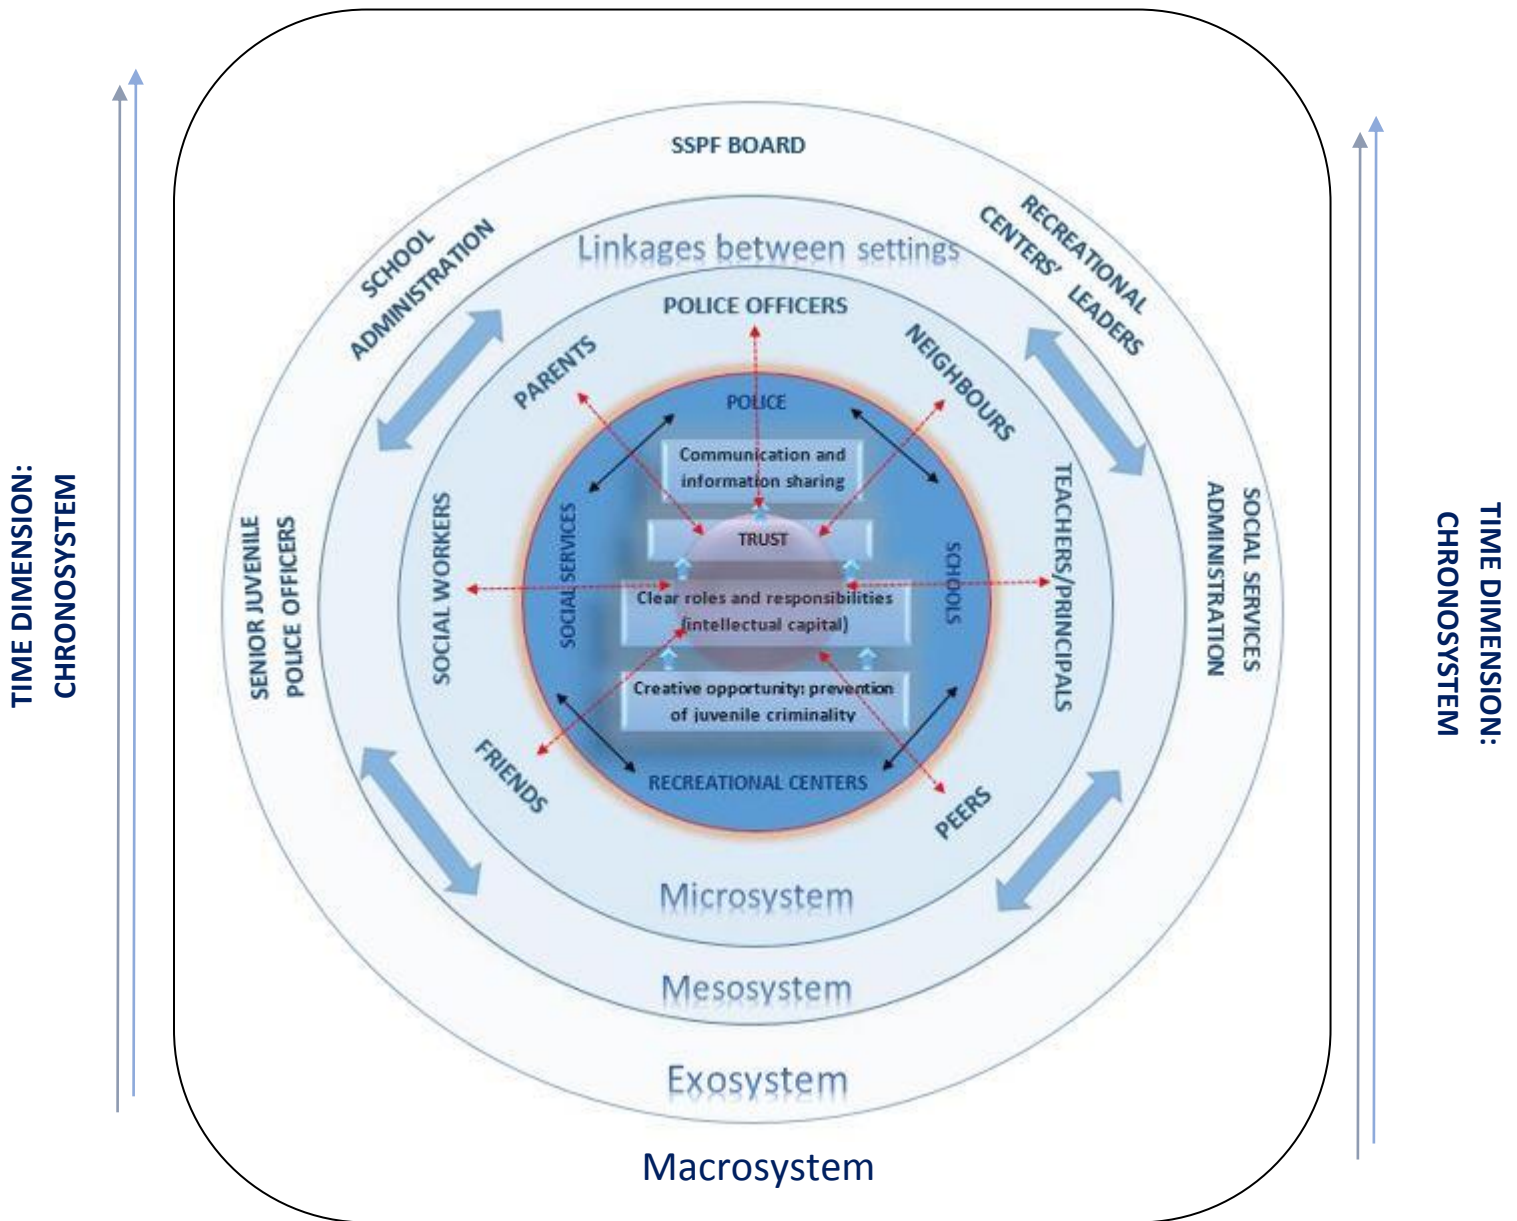 SSPF BOARD
SCHOOL
ADMINISTRATION
RECREATIONAL
CENTERS' LEADERS
Linkages between settings
POLICE OFFICERS
PARENTS
NEIGHBOURS
POLICE
Communication and
information sharing
TRUST
Clear roles and responsibilities
(intellectual capital)
Creative opportunity: prevention
of juvenile criminality
SOCIAL SERVICES
SCHOOLS
RECREATIONAL CENTERS
SOCIAL WORKERS
TEACHERS/PRINCIPALS
FRIENDS
PEERS
SENIOR JUVENILE
POLICE OFFICERS
SOCIAL SERVICES
ADMINISTRATION
Microsystem
Mesosystem
Exosystem
Macrosystem
TIME DIMENSION:
CHRONOSYSTEM
TIME DIMENSION:
CHRONOSYSTEM